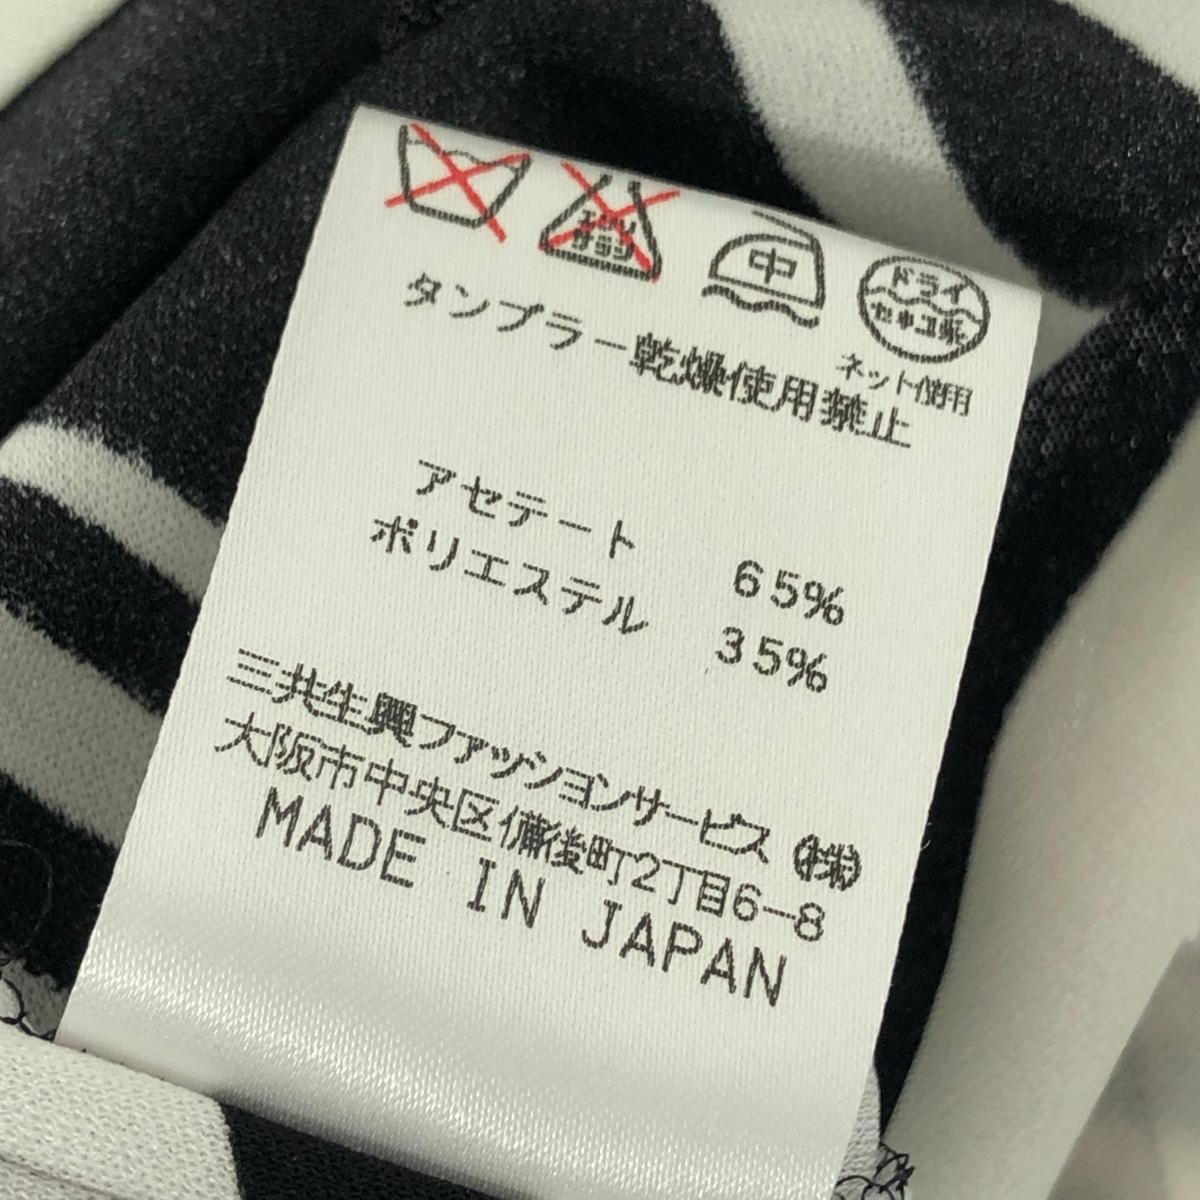 エンソ
サラシ
中
ドライ
セキユ系
ネット使用
タンブラー乾燥使用禁止
アセテート 65%
ポリエステル 35%
三共生興ファッションサービス(株)
大阪市中央区備後町2丁目6-8
MADE IN JAPAN